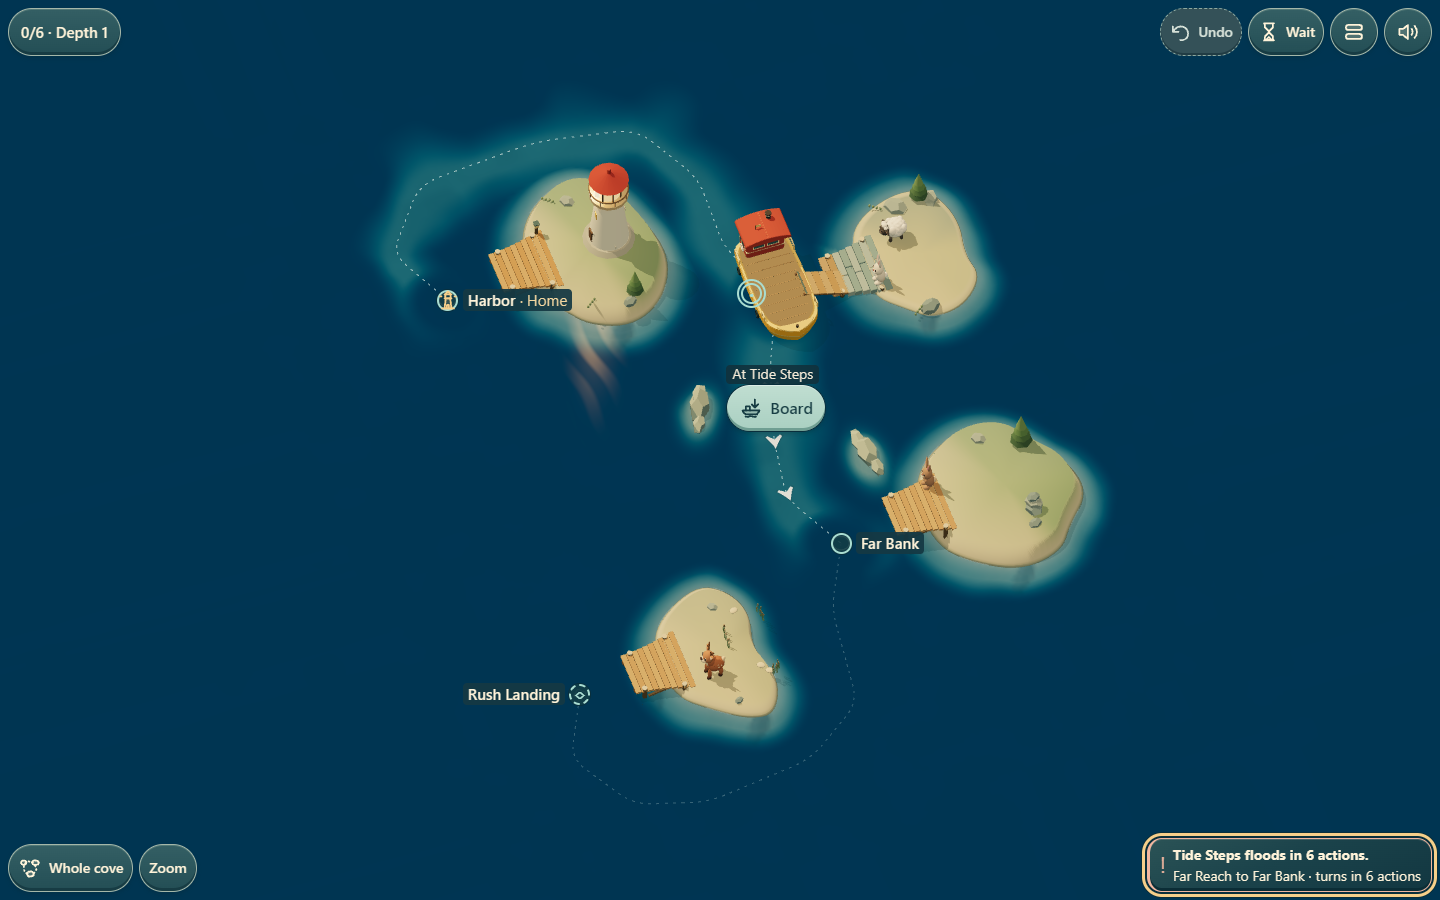 0/6 · Depth 1
Undo
Wait
Harbor · Home
At Tide Steps
Board
Far Bank
Rush Landing
Whole cove
Zoom
! Tide Steps floods in 6 actions.
Far Reach to Far Bank · turns in 6 actions